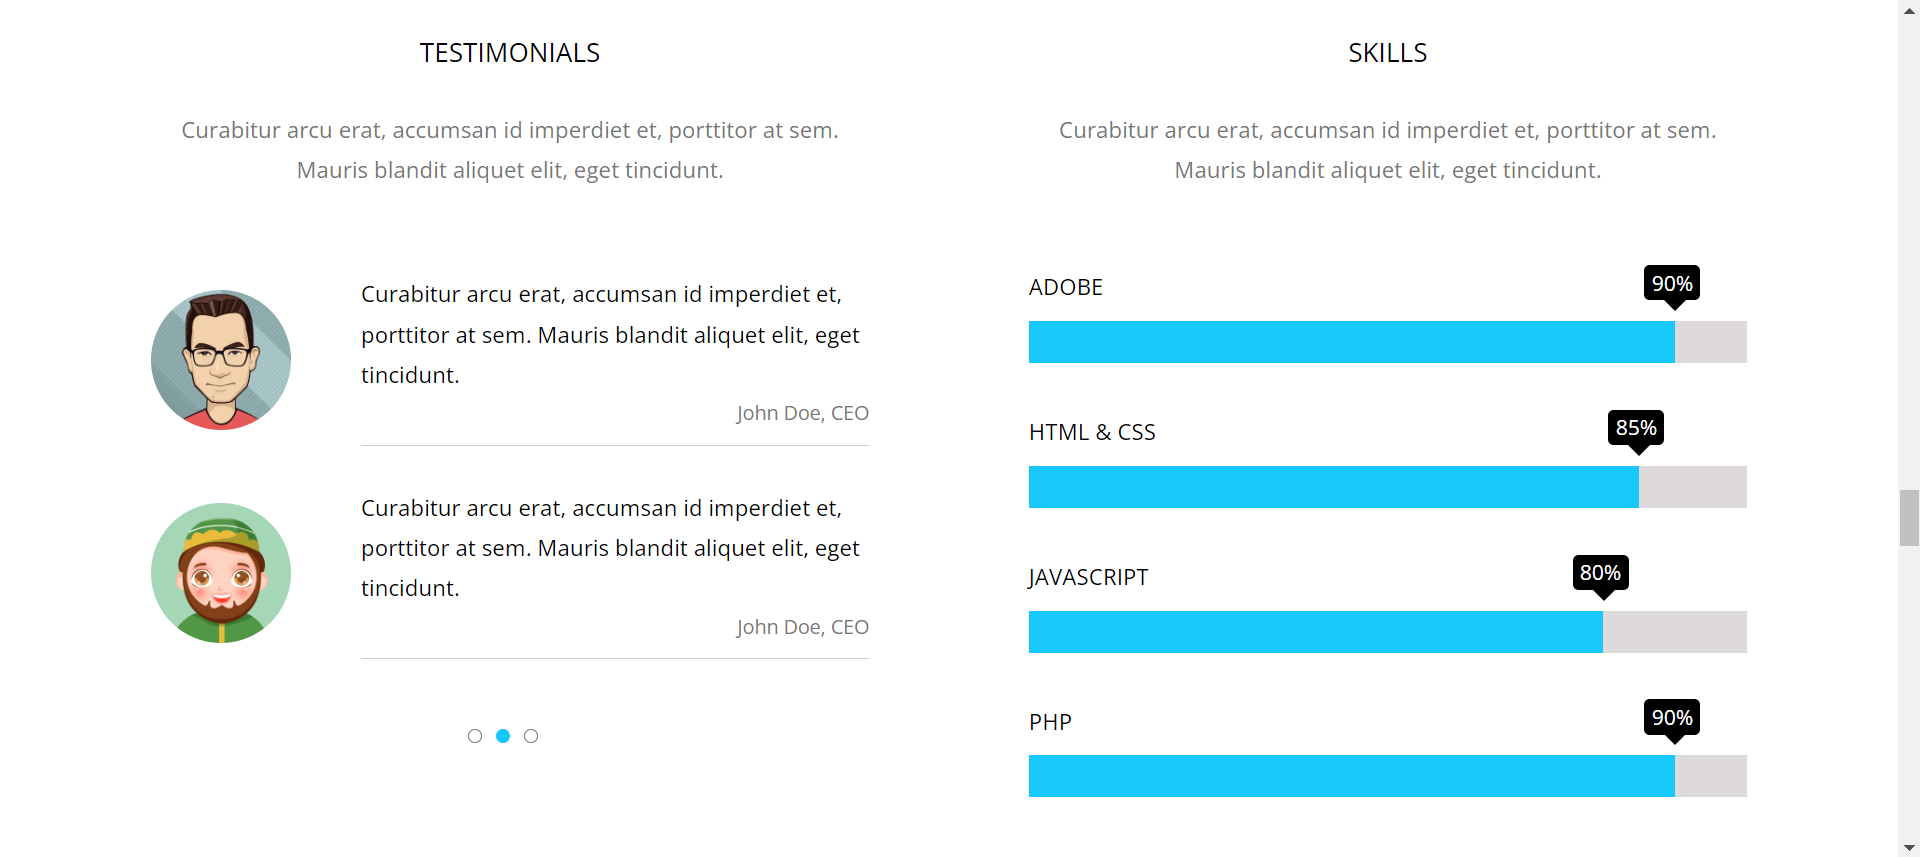 TESTIMONIALS
Curabitur arcu erat, accumsan id imperdiet et, porttitor at sem.
Mauris blandit aliquet elit, eget tincidunt.
Curabitur arcu erat, accumsan id imperdiet et,
porttitor at sem. Mauris blandit aliquet elit, eget
tincidunt.
John Doe, CEO
Curabitur arcu erat, accumsan id imperdiet et,
porttitor at sem. Mauris blandit aliquet elit, eget
tincidunt.
John Doe, CEO
SKILLS
Curabitur arcu erat, accumsan id imperdiet et, porttitor at sem.
Mauris blandit aliquet elit, eget tincidunt.
ADOBE
90%
HTML & CSS
85%
JAVASCRIPT
80%
PHP
90%